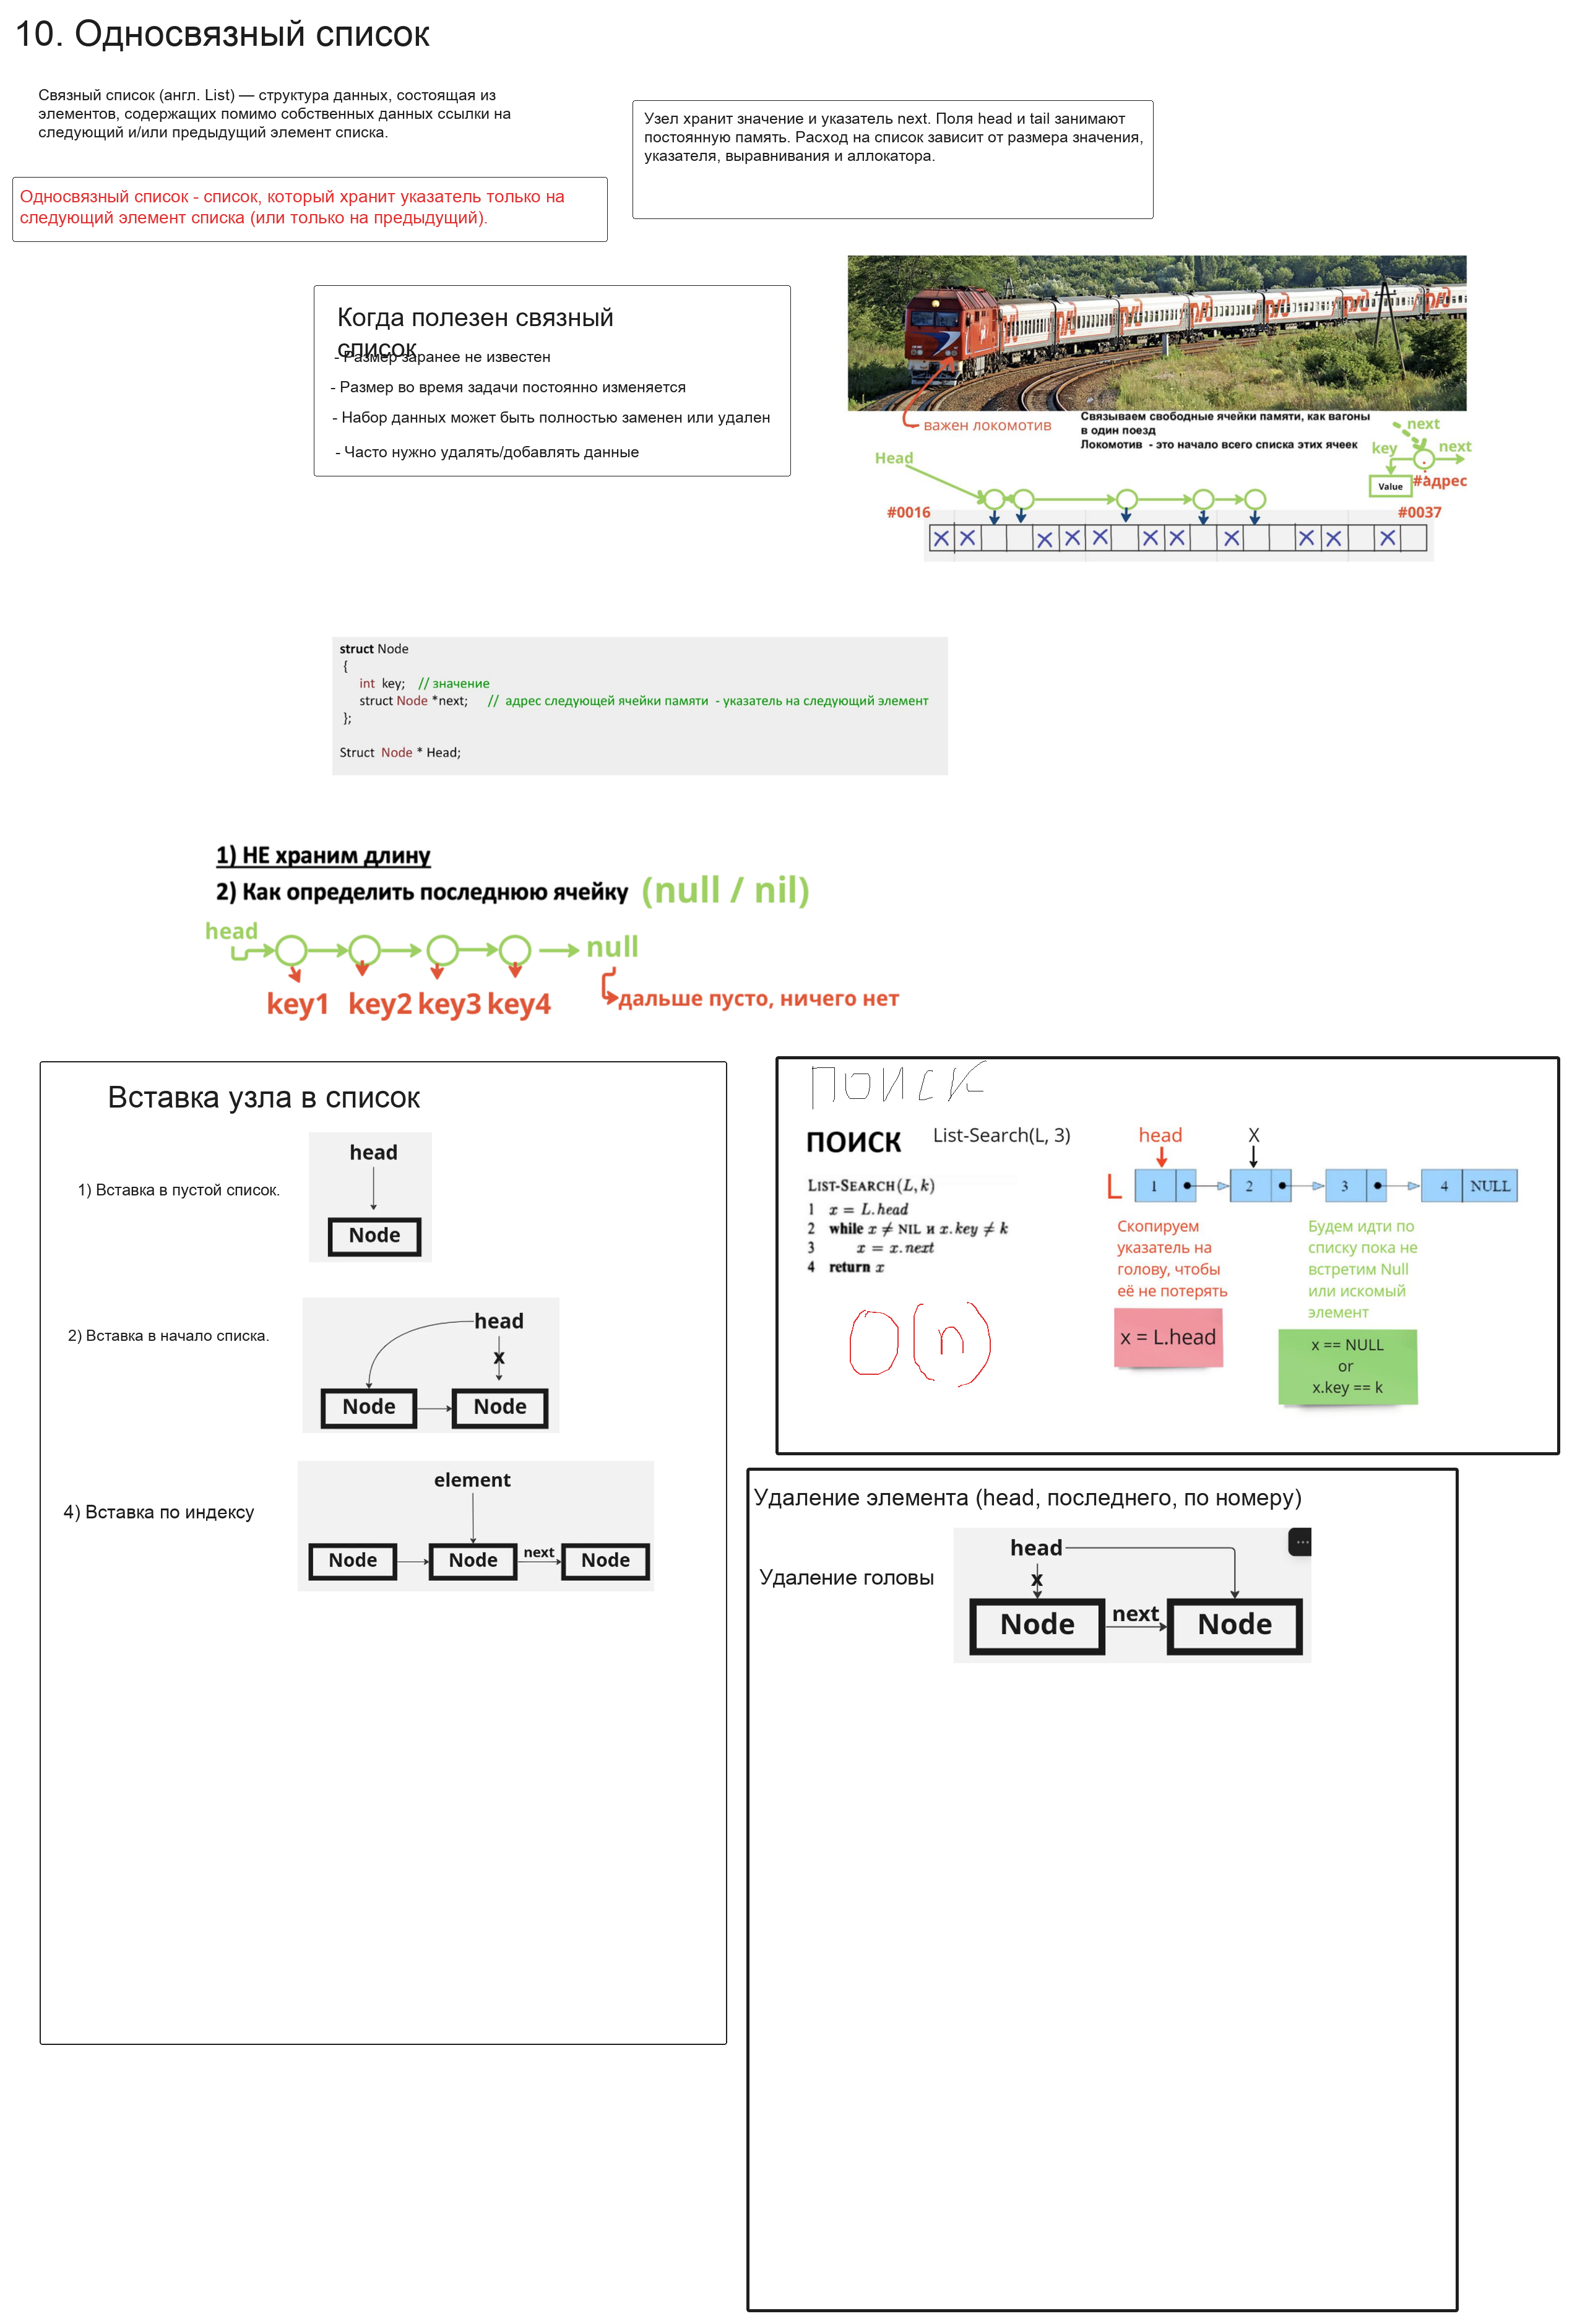 10. Односвязный список
Связный список (англ. List) — структура данных, состоящая из
элементов, содержащих помимо собственных данных ссылки на
следующий и/или предыдущий элемент списка.
Узел хранит значение и указатель next. Поля head и tail занимают
постоянную память. Расход на список зависит от размера значения,
указателя, выравнивания и аллокатора.
Односвязный список - список, который хранит указатель только на
следующий элемент списка (или только на предыдущий).
Когда полезен связный
список
- Размер заранее не известен
- Размер во время задачи постоянно изменяется
- Набор данных может быть полностью заменен или удален
- Часто нужно удалять/добавлять данные
важен локомотив
Связываем свободные ячейки памяти, как вагоны
в один поезд
Локомотив - это начало всего списка этих ячеек
next
key
next
Value
#адрес
Head
#0016
#0037
struct Node
{
int key; // значение
struct Node *next; // адрес следующей ячейки памяти - указатель на следующий элемент
};
Struct Node * Head;
1) НЕ храним длину
2) Как определить последнюю ячейку (null / nil)
head
null
key1 key2 key3 key4
дальше пусто, ничего нет
Вставка узла в список
1) Вставка в пустой список.
head
Node
2) Вставка в начало списка.
head
x
Node
Node
4) Вставка по индексу
element
Node
Node
next
Node
ПОИСК
ПОИСК
List-Search(L, 3)
LIST-SEARCH(L, k)
1 x = L.head
2 while x ≠ NIL и x.key ≠ k
3 x = x.next
4 return x
O(n)
head
X
L
1
2
3
4 NULL
Скопируем
указатель на
голову, чтобы
её не потерять
x = L.head
Будем идти по
списку пока не
встретим Null
или искомый
элемент
x == NULL
or
x.key == k
Удаление элемента (head, последнего, по номеру)
Удаление головы
head
x
Node
next
Node